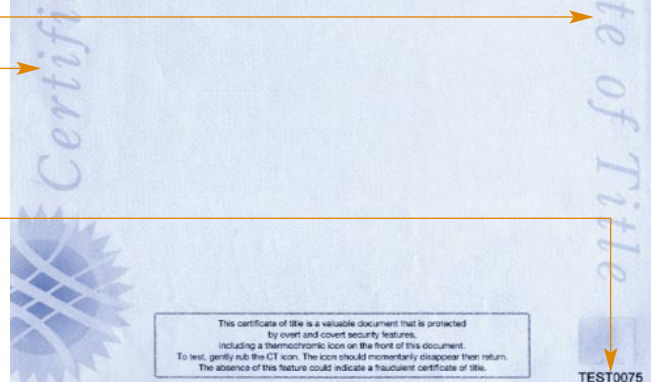 Certifi
te of Title
This certificate of title is a valuable document that is protected
by overt and covert security features,
including a thermochromic icon on the front of this document.
To test, gently rub the CT icon. The icon should momentarily disappear then return.
The absence of this feature could indicate a fraudulent certificate of title.
TEST0075